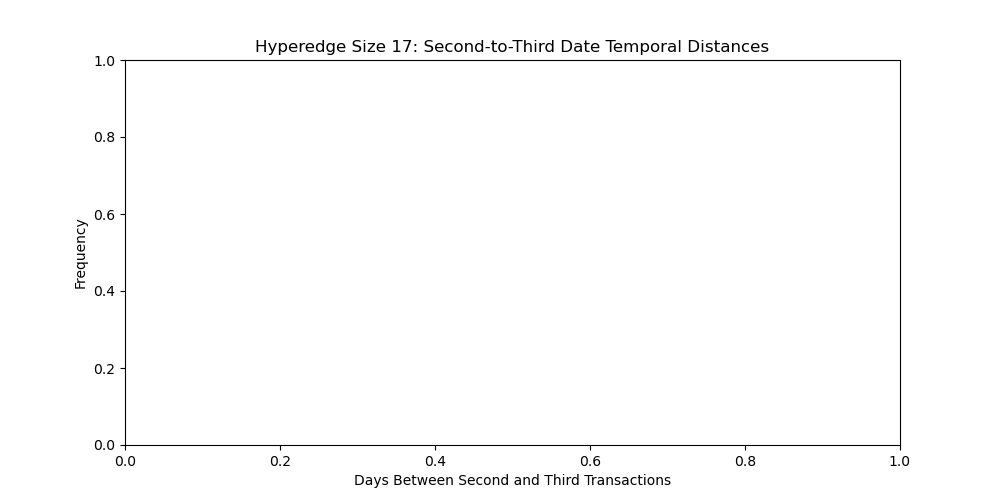 Hyperedge Size 17: Second-to-Third Date Temporal Distances
1.0
0.8
0.6
0.4
0.2
0.0
Frequency
0.0 0.2 0.4 0.6 0.8 1.0
Days Between Second and Third Transactions